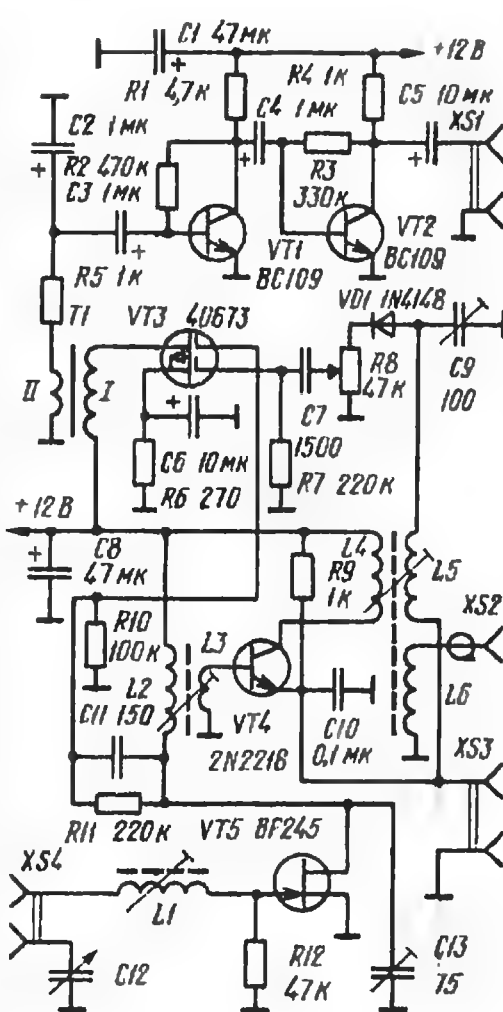 C1 47мк
+12В
R1 4,7к
R4 1к
C4 1мк
C5 10мк
XS1
C2 1мк
R2 470к
C3 1мк
R3 330к
VT1 BC109
VT2 BC109
R5 1к
T1
VT3 40673
VD1 1N4148
II
I
C6 10мк
R6 270
C7 1500
R7 220к
R8 47к
C9 100
+12В
C8 47мк
L4
R9 1к
L5
XS2
R10 100к
L3
L2
C11 150
VT4 2N2218
C10 0,1мк
L6
XS3
R11 220к
VT5 BF245
XS4
L1
C12
R12 47к
C13 75